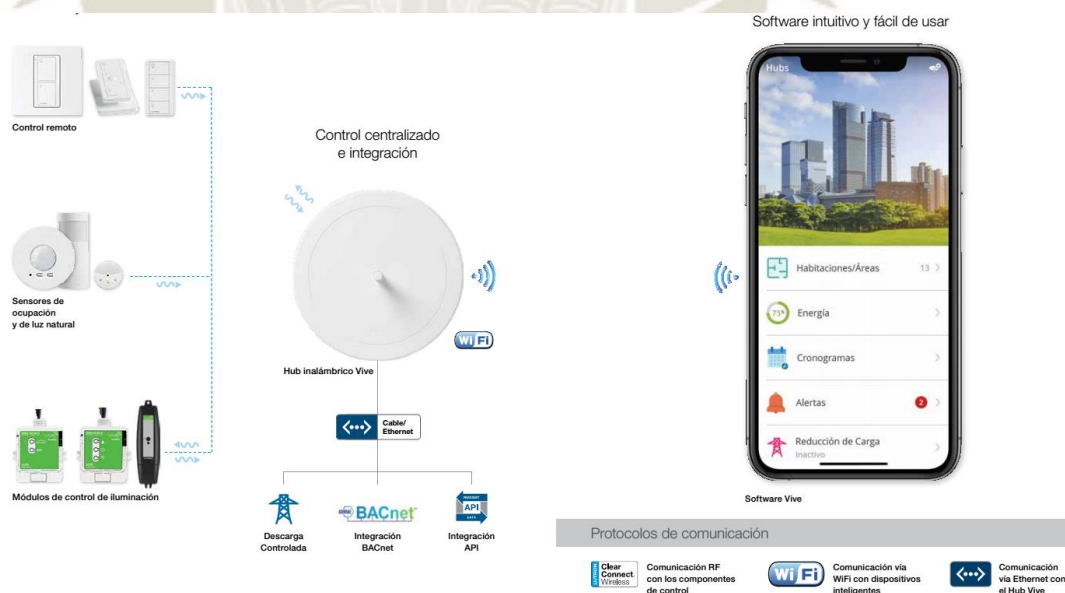 Software intuitivo y fácil de usar
Control remoto
Control centralizado
e integración
Sensores de
ocupación
y de luz natural
WiFi
Hub inalámbrico Vive
Cable/
Ethernet
Módulos de control de iluminación
Descarga
Controlada
BACnet
Integración
BACnet
API
Integración
API
Hubs
Habitaciones/Áreas 13
75% Energía
Cronogramas
Alertas 2
Reducción de Carga
Inactivo
Software Vive
Protocolos de comunicación
LUTRON
Clear
Connect
Wireless
Comunicación RF
con los componentes
de control
WiFi
Comunicación vía
WiFi con dispositivos
inteligentes
Comunicación
vía Ethernet con
el Hub Vive